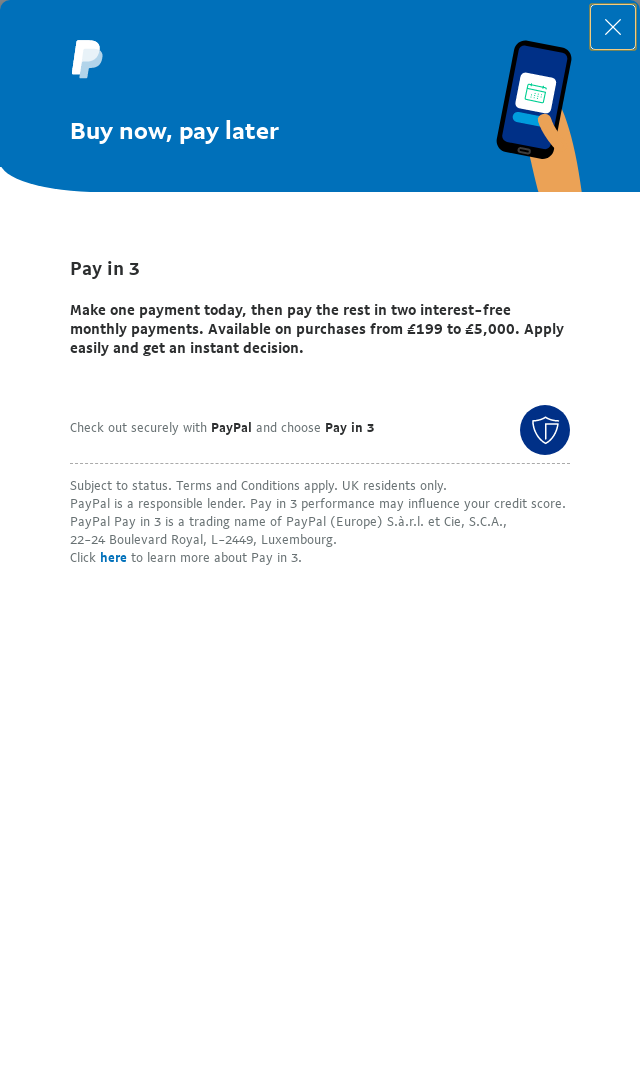 Buy now, pay later
Pay in 3
Make one payment today, then pay the rest in two interest-free
monthly payments. Available on purchases from £199 to £5,000. Apply
easily and get an instant decision.
Check out securely with PayPal and choose Pay in 3
Subject to status. Terms and Conditions apply. UK residents only.
PayPal is a responsible lender. Pay in 3 performance may influence your credit score.
PayPal Pay in 3 is a trading name of PayPal (Europe) S.à.r.l. et Cie, S.C.A.,
22-24 Boulevard Royal, L-2449, Luxembourg.
Click here to learn more about Pay in 3.